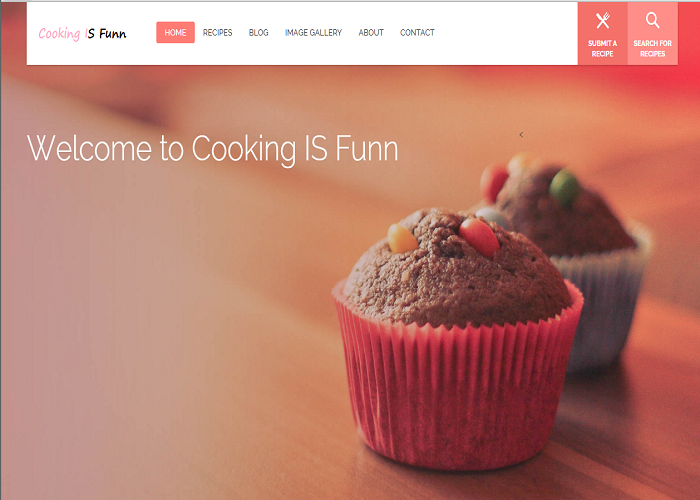 Cooking IS Funn
HOME
RECIPES
BLOG
IMAGE GALLERY
ABOUT
CONTACT
SUBMIT A
RECIPE
SEARCH FOR
RECIPES
Welcome to Cooking IS Funn